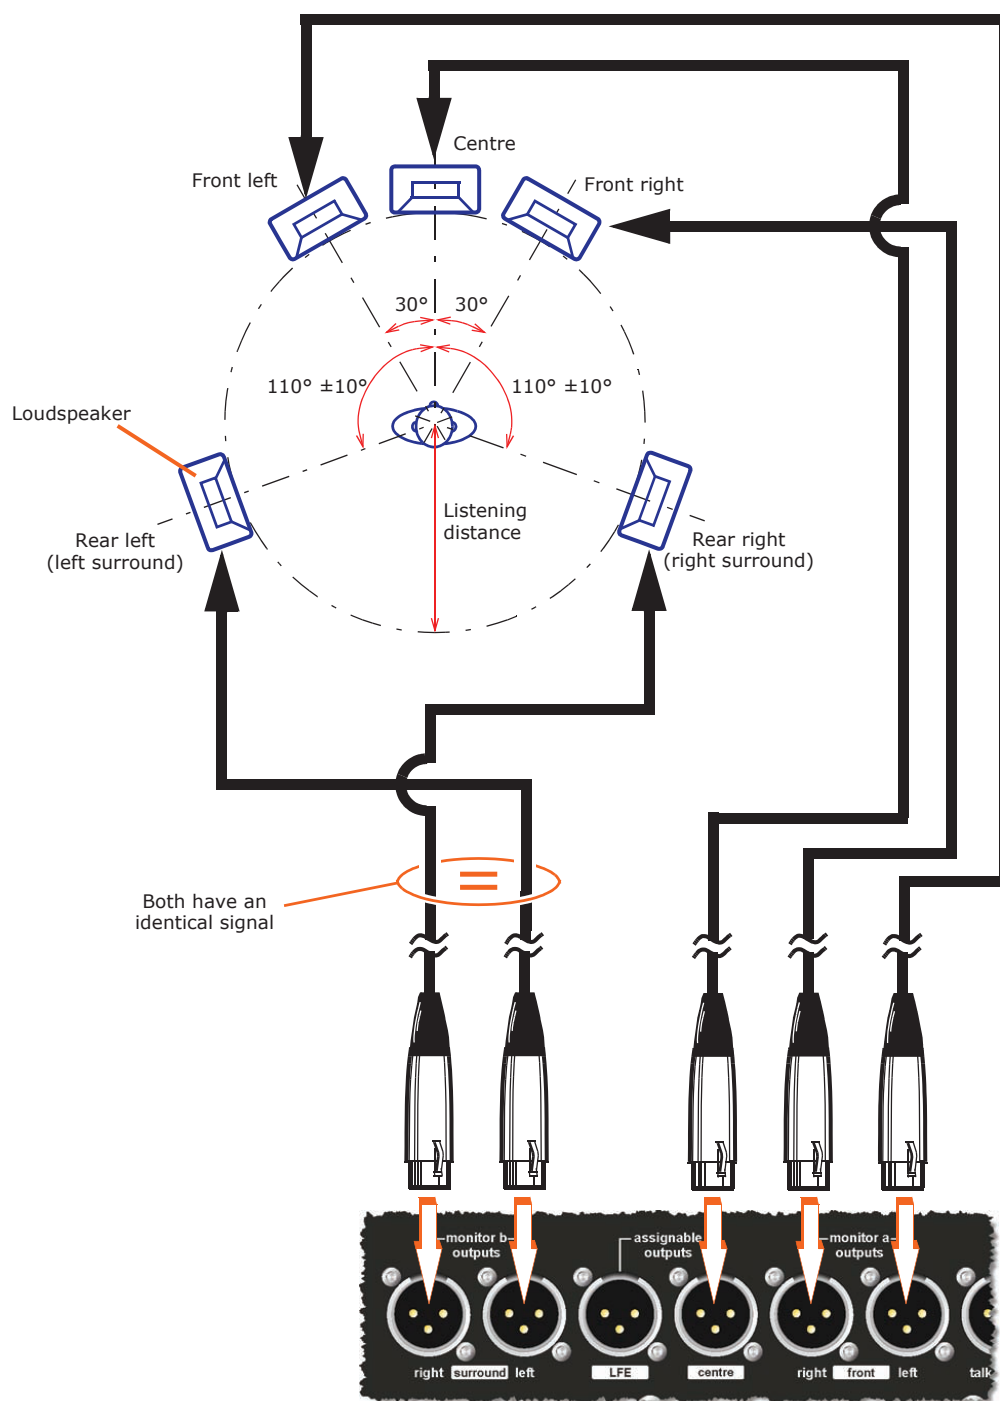 Centre
Front left
Front right
30°
30°
110° ±10°
110° ±10°
Loudspeaker
Listening
distance
Rear left
(left surround)
Rear right
(right surround)
Both have an
identical signal
monitor b
outputs
assignable
outputs
monitor a
outputs
right surround left
LFE
centre
right front left
talk